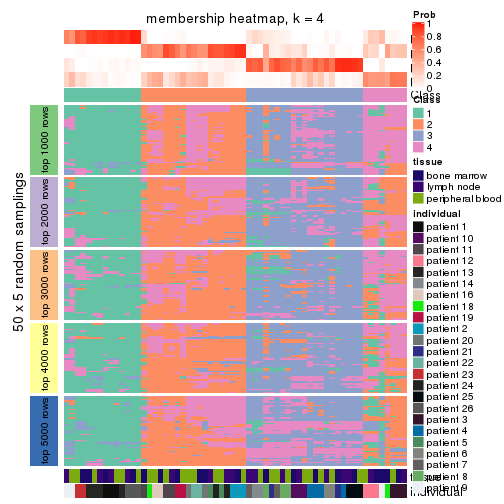 membership heatmap, k = 4
Prob
1
0.8
0.6
0.4
0.2
0
Class
Class
1
2
3
4
tissue
bone marrow
lymph node
peripheral blood
individual
patient 1
patient 10
patient 11
patient 12
patient 13
patient 14
patient 16
patient 18
patient 19
patient 2
patient 20
patient 21
patient 22
patient 23
patient 24
patient 25
patient 26
patient 3
patient 4
patient 5
patient 6
patient 7
patient 8
patient 9
individual
50 x 5 random samplings
top 1000 rows
top 2000 rows
top 3000 rows
top 4000 rows
top 5000 rows